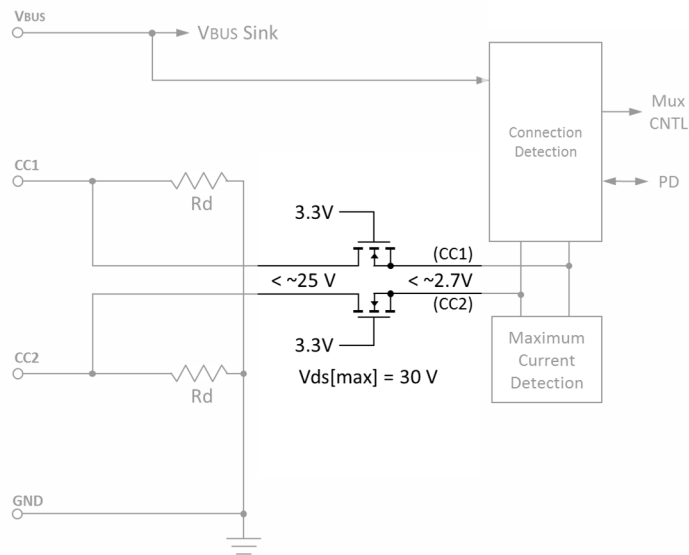 VBUS
VBUS Sink
Connection
Detection
Mux
CNTL
PD
CC1
Rd
3.3V
(CC1)
< ~25 V
< ~2.7V
(CC2)
3.3V
Vds[max] = 30 V
Maximum
Current
Detection
CC2
Rd
GND